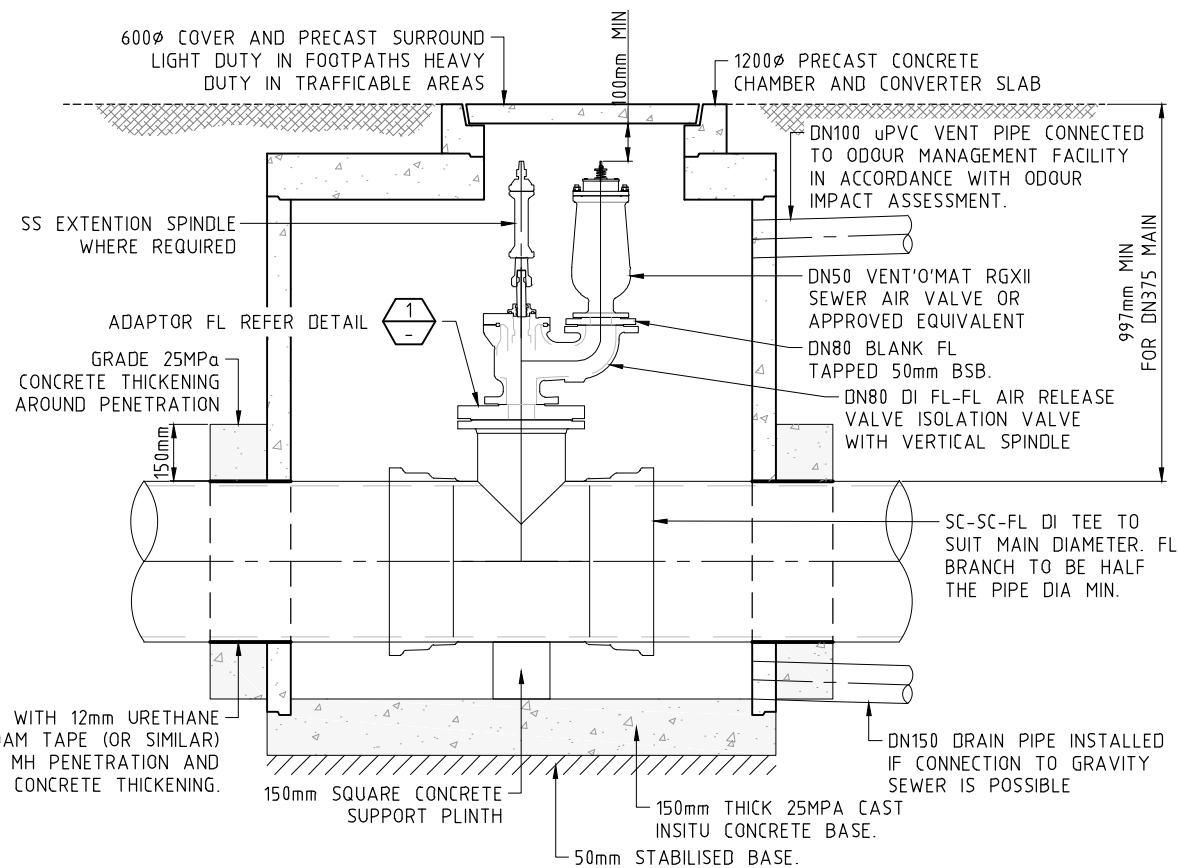 600ø COVER AND PRECAST SURROUND
LIGHT DUTY IN FOOTPATHS HEAVY
DUTY IN TRAFFICABLE AREAS
100mm MIN
1200ø PRECAST CONCRETE
CHAMBER AND CONVERTER SLAB
DN100 uPVC VENT PIPE CONNECTED
TO ODOUR MANAGEMENT FACILITY
IN ACCORDANCE WITH ODOUR
IMPACT ASSESSMENT.
SS EXTENTION SPINDLE
WHERE REQUIRED
997mm MIN
FOR DN375 MAIN
DN50 VENT'O'MAT RGXII
SEWER AIR VALVE OR
APPROVED EQUIVALENT
ADAPTOR FL REFER DETAIL
1
-
DN80 BLANK FL
TAPPED 50mm BSB.
GRADE 25MPa
CONCRETE THICKENING
AROUND PENETRATION
DN80 DI FL-FL AIR RELEASE
VALVE ISOLATION VALVE
WITH VERTICAL SPINDLE
150mm
SC-SC-FL DI TEE TO
SUIT MAIN DIAMETER. FL
BRANCH TO BE HALF
THE PIPE DIA MIN.
WITH 12mm URETHANE
TAPE (OR SIMILAR)
MH PENETRATION AND
CONCRETE THICKENING.
DN150 DRAIN PIPE INSTALLED
IF CONNECTION TO GRAVITY
SEWER IS POSSIBLE
150mm SQUARE CONCRETE
SUPPORT PLINTH
150mm THICK 25MPA CAST
INSITU CONCRETE BASE.
50mm STABILISED BASE.